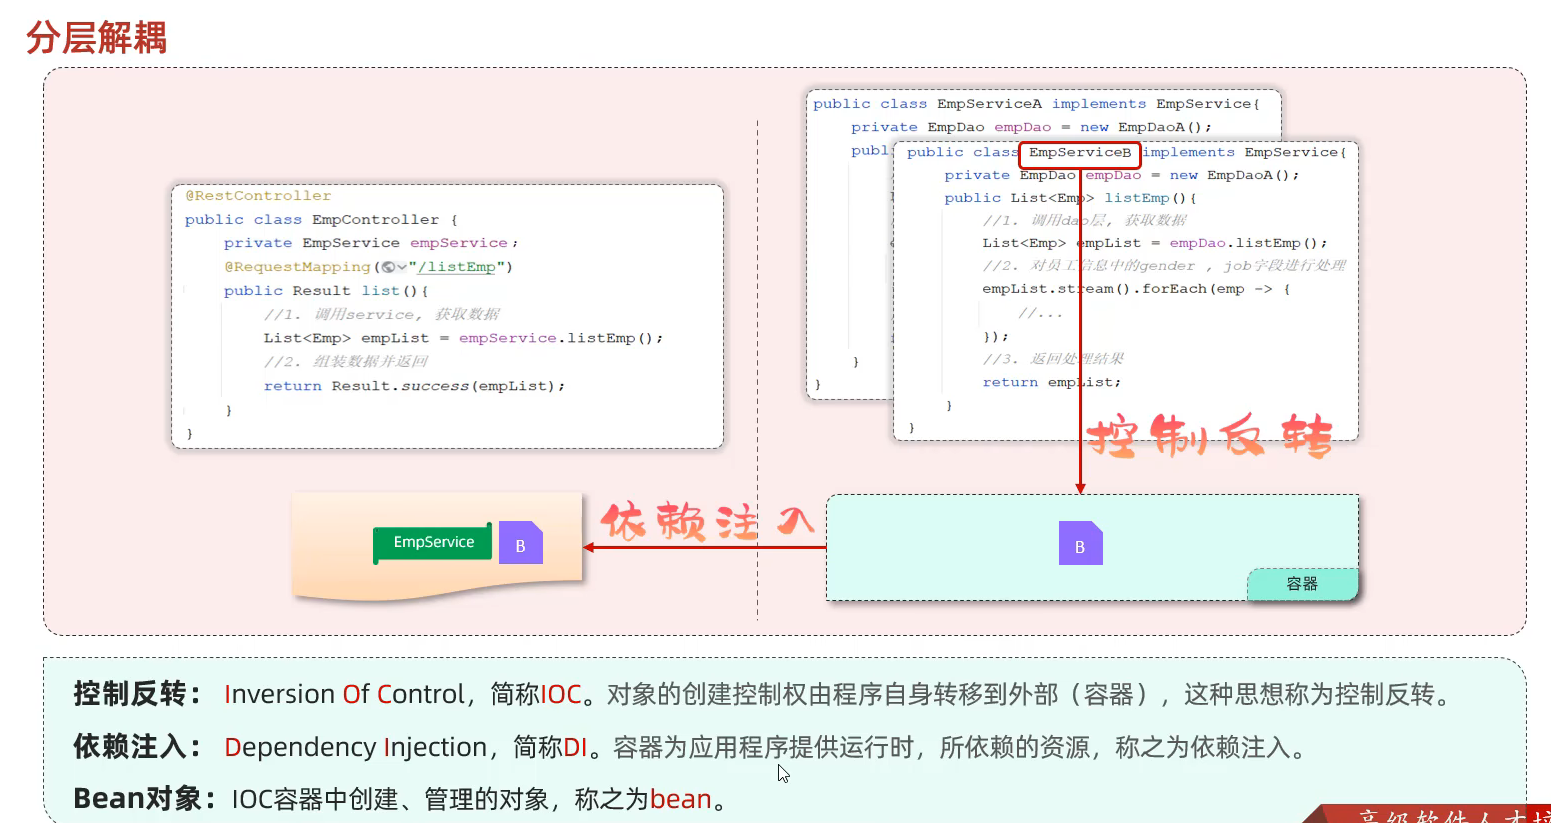 分层解耦
@RestController
public class EmpController {
private EmpService empService;
@RequestMapping("/listEmp")
public Result list(){
//1. 调用service, 获取数据
List<Emp> empList = empService.listEmp();
//2. 组装数据并返回
return Result.success(empList);
}
}
public class EmpServiceA implements EmpService{
private EmpDao empDao = new EmpDaoA();
publ
}
}
public class EmpServiceB implements EmpService{
private EmpDao empDao = new EmpDaoA();
public List<Emp> listEmp(){
//1. 调用dao层, 获取数据
List<Emp> empList = empDao.listEmp();
//2. 对员工信息中的gender , job字段进行处理
empList.stream().forEach(emp -> {
//...
});
//3. 返回处理结果
return empList;
}
}
控制反转
依赖注入
EmpService
B
B
容器
控制反转： Inversion Of Control，简称IOC。对象的创建控制权由程序自身转移到外部（容器），这种思想称为控制反转。
依赖注入： Dependency Injection，简称DI。容器为应用程序提供运行时，所依赖的资源，称之为依赖注入。
Bean对象：IOC容器中创建、管理的对象，称之为bean。
高级软件人才培